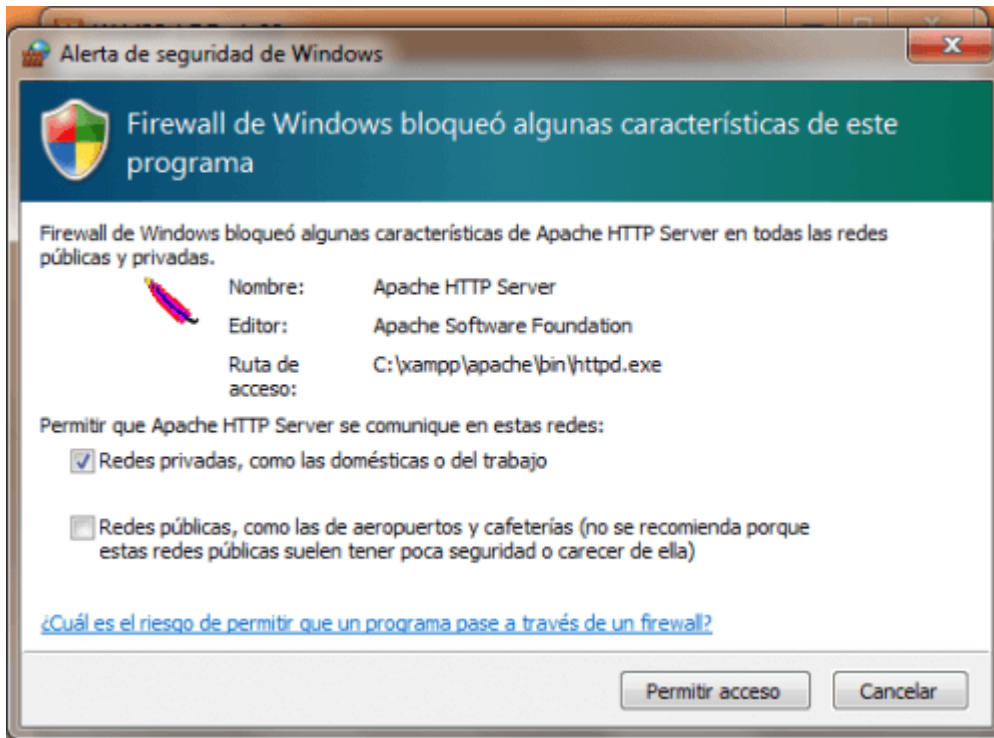 Alerta de seguridad de Windows
Firewall de Windows bloqueó algunas características de este
programa
Firewall de Windows bloqueó algunas características de Apache HTTP Server en todas las redes
públicas y privadas.
Nombre: Apache HTTP Server
Editor: Apache Software Foundation
Ruta de acceso: C:\xampp\apache\bin\httpd.exe
Permitir que Apache HTTP Server se comunique en estas redes:
Redes privadas, como las domésticas o del trabajo
Redes públicas, como las de aeropuertos y cafeterías (no se recomienda porque
estas redes públicas suelen tener poca seguridad o carecer de ella)
¿Cuál es el riesgo de permitir que un programa pase a través de un firewall?
Permitir acceso
Cancelar